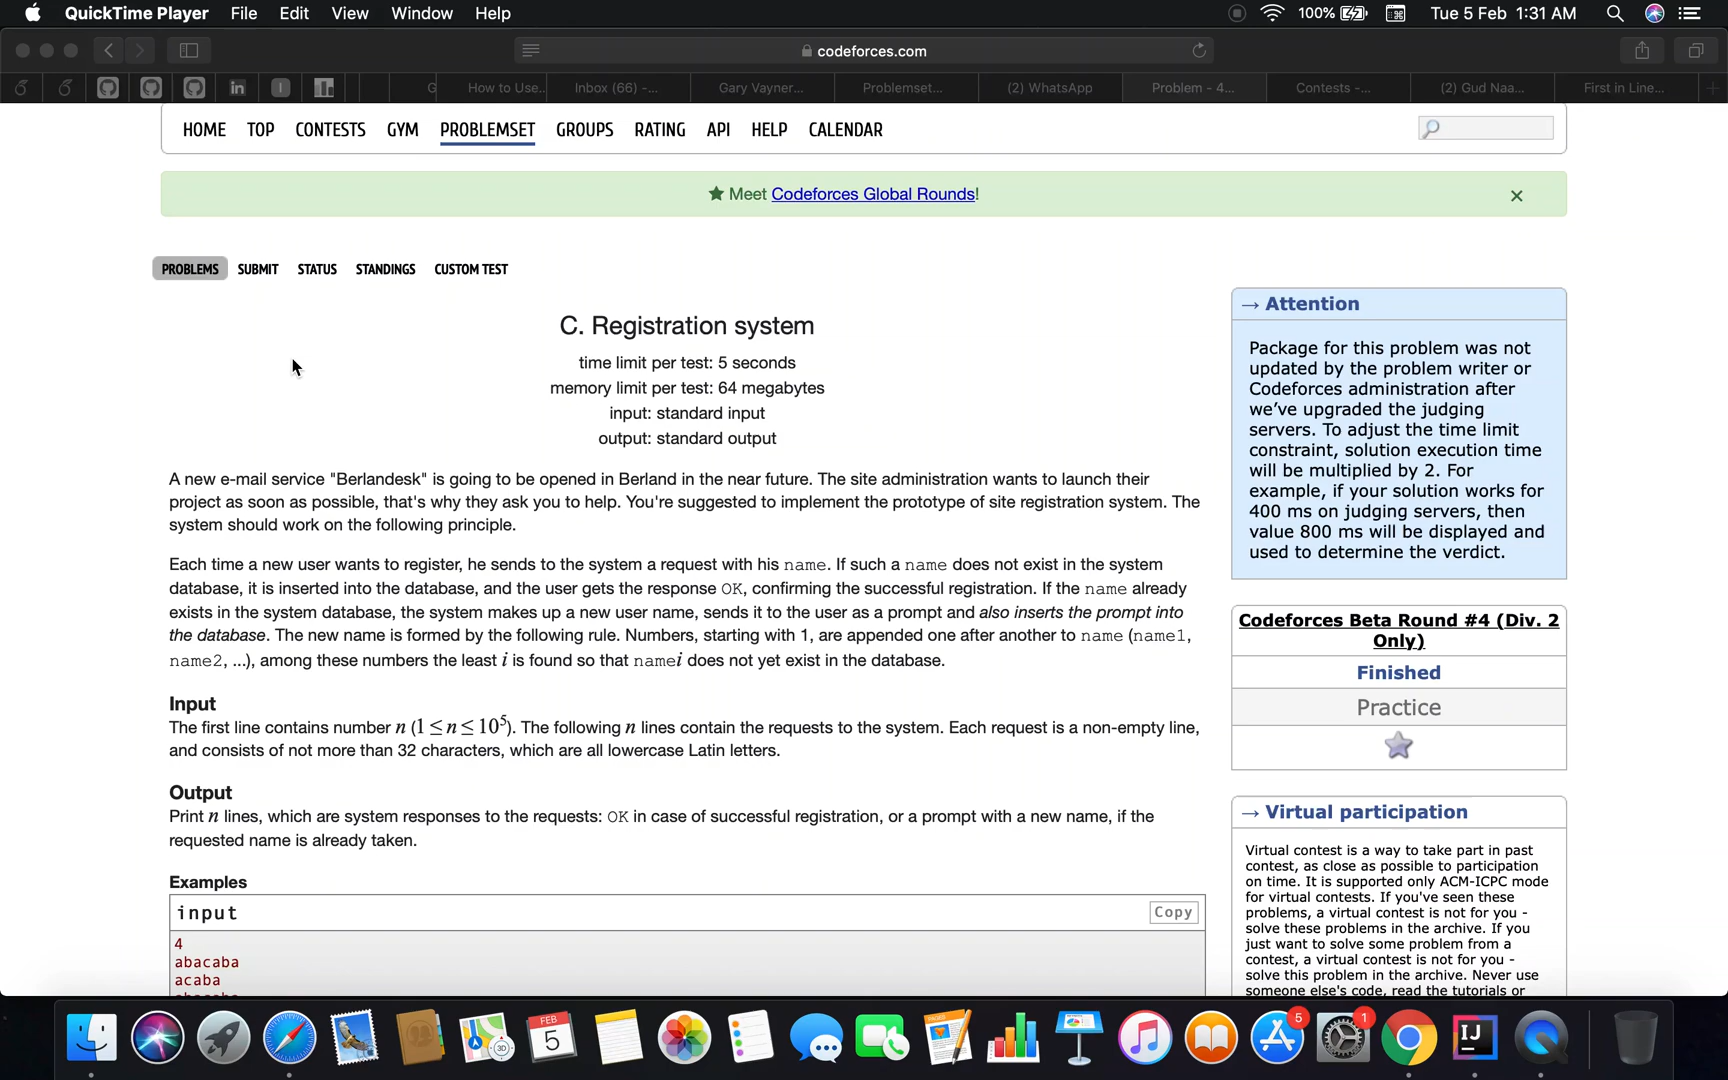 QuickTime Player File Edit View Window Help 100% Tue 5 Feb 1:31 AM
codeforces.com
G How to Use... Inbox (66) -... Gary Vayner... Problemset... (2) WhatsApp Problem - 4... Contests -... (2) Gud Naa... First in Line...
HOME TOP CONTESTS GYM PROBLEMSET GROUPS RATING API HELP CALENDAR
★ Meet Codeforces Global Rounds! ×
PROBLEMS SUBMIT STATUS STANDINGS CUSTOM TEST
C. Registration system
time limit per test: 5 seconds
memory limit per test: 64 megabytes
input: standard input
output: standard output
A new e-mail service "Berlandesk" is going to be opened in Berland in the near future. The site administration wants to launch their
project as soon as possible, that's why they ask you to help. You're suggested to implement the prototype of site registration system. The
system should work on the following principle.
Each time a new user wants to register, he sends to the system a request with his name. If such a name does not exist in the system
database, it is inserted into the database, and the user gets the response OK, confirming the successful registration. If the name already
exists in the system database, the system makes up a new user name, sends it to the user as a prompt and also inserts the prompt into
the database. The new name is formed by the following rule. Numbers, starting with 1, are appended one after another to name (name1,
name2, ...), among these numbers the least i is found so that namei does not yet exist in the database.
Input
The first line contains number n (1 ≤ n ≤ 10⁵). The following n lines contain the requests to the system. Each request is a non-empty line,
and consists of not more than 32 characters, which are all lowercase Latin letters.
Output
Print n lines, which are system responses to the requests: OK in case of successful registration, or a prompt with a new name, if the
requested name is already taken.
Examples
input Copy
4
abacaba
acaba
→ Attention
Package for this problem was not
updated by the problem writer or
Codeforces administration after
we've upgraded the judging
servers. To adjust the time limit
constraint, solution execution time
will be multiplied by 2. For
example, if your solution works for
400 ms on judging servers, then
value 800 ms will be displayed and
used to determine the verdict.
Codeforces Beta Round #4 (Div. 2
Only)
Finished
Practice
→ Virtual participation
Virtual contest is a way to take part in past
contest, as close as possible to participation
on time. It is supported only ACM-ICPC mode
for virtual contests. If you've seen these
problems, a virtual contest is not for you -
solve these problems in the archive. If you
just want to solve some problem from a
contest, a virtual contest is not for you -
solve this problem in the archive. Never use
someone else's code, read the tutorials or
FEB
5
3D
PAGES
5
1
IJ